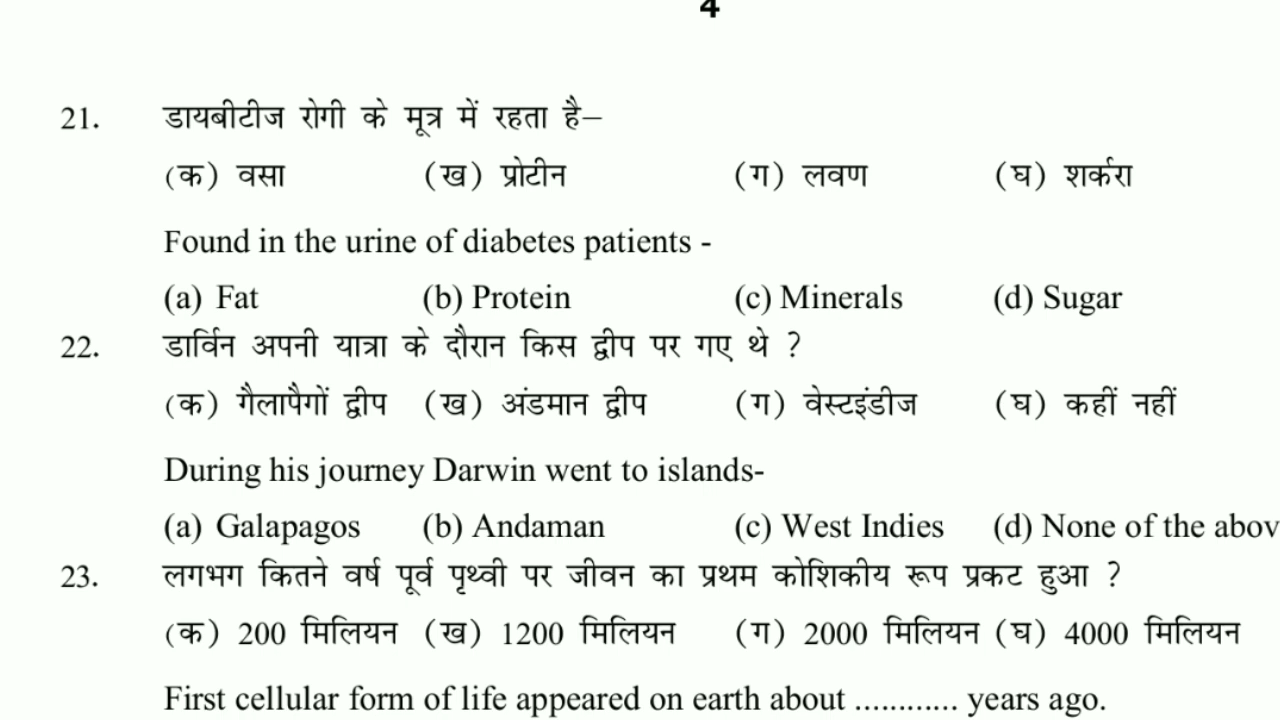 4
21. डायबीटीज रोगी के मूत्र में रहता है–
(क) वसा (ख) प्रोटीन (ग) लवण (घ) शर्करा
Found in the urine of diabetes patients -
(a) Fat (b) Protein (c) Minerals (d) Sugar
22. डार्विन अपनी यात्रा के दौरान किस द्वीप पर गए थे ?
(क) गैलापैगों द्वीप (ख) अंडमान द्वीप (ग) वेस्टइंडीज (घ) कहीं नहीं
During his journey Darwin went to islands-
(a) Galapagos (b) Andaman (c) West Indies (d) None of the abov
23. लगभग कितने वर्ष पूर्व पृथ्वी पर जीवन का प्रथम कोशिकीय रूप प्रकट हुआ ?
(क) 200 मिलियन (ख) 1200 मिलियन (ग) 2000 मिलियन (घ) 4000 मिलियन
First cellular form of life appeared on earth about ............ years ago.